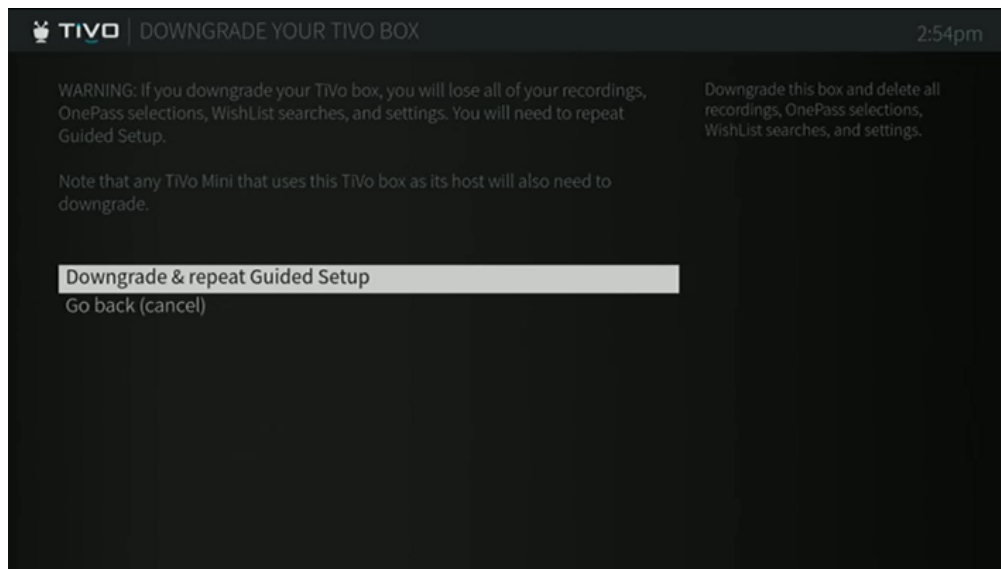 TIVO DOWNGRADE YOUR TIVO BOX 2:54pm
WARNING: If you downgrade your TiVo box, you will lose all of your recordings,
OnePass selections, WishList searches, and settings. You will need to repeat
Guided Setup.
Note that any TiVo Mini that uses this TiVo box as its host will also need to
downgrade.
Downgrade & repeat Guided Setup
Go back (cancel)
Downgrade this box and delete all
recordings, OnePass selections,
WishList searches, and settings.